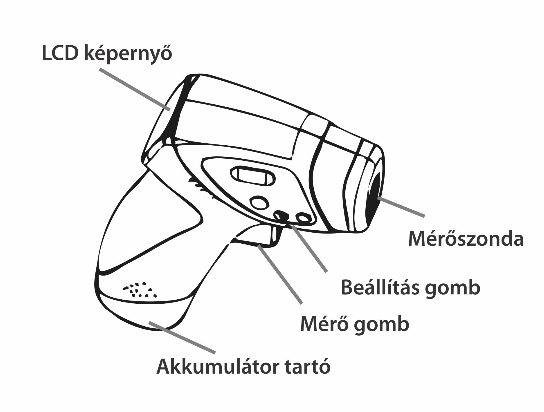 LCD képernyő
Mérőszonda
Beállítás gomb
Mérő gomb
Akkumulátor tartó